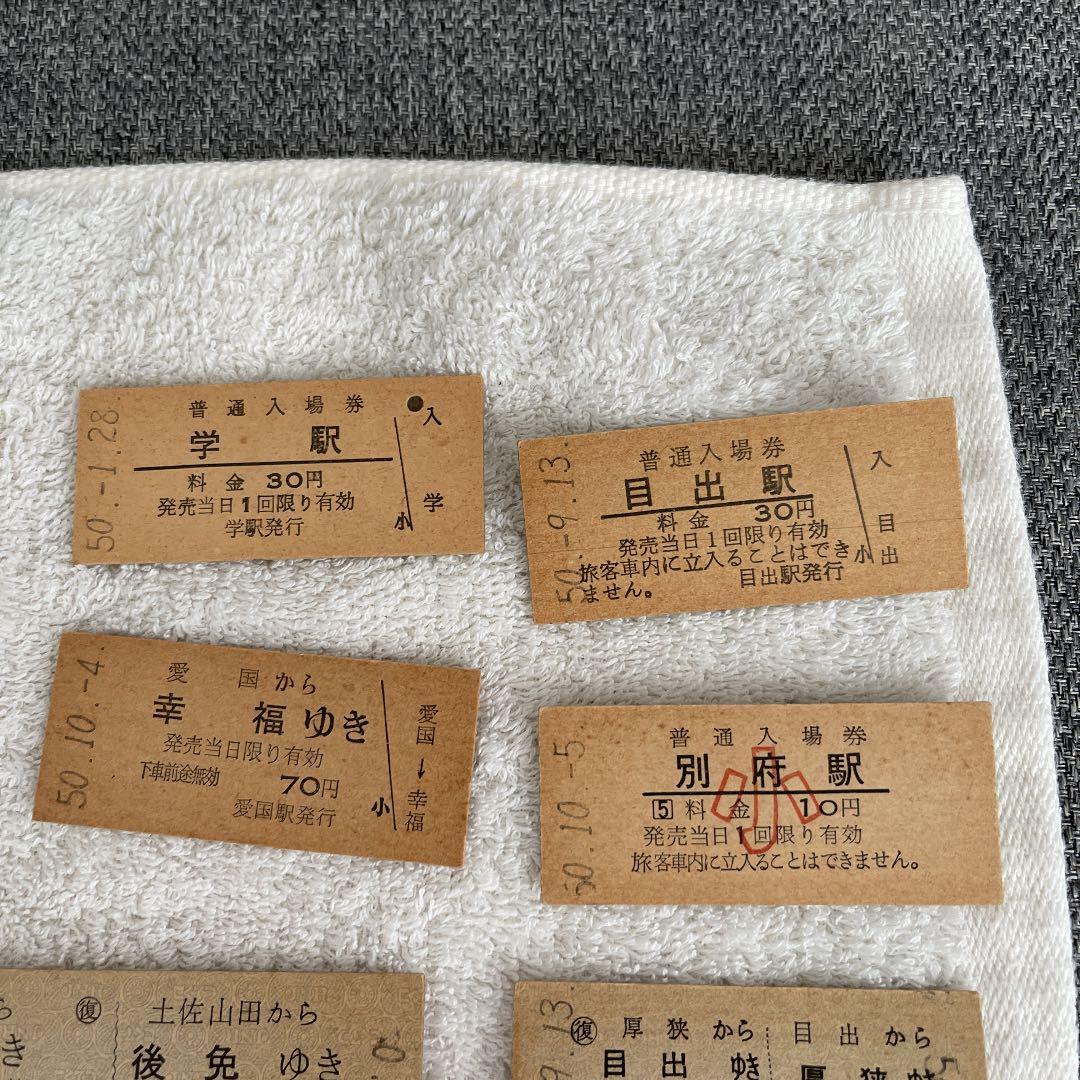 50.-1.28
普通入場券
学駅
料金 30円
発売当日1回限り有効
学駅発行
入
学
小
50.-9.13.
普通入場券
目出駅
料金 30円
発売当日1回限り有効
旅客車内に立入ることはでき
ません。
目出駅発行
入
目出
小
50.10.-4.
愛国から
幸福ゆき
発売当日限り有効
下車前途無効 70円
愛国駅発行
小
愛国→幸福
50.10.-5
普通入場券
別府駅
5 料金 10円
発売当日1回限り有効
旅客車内に立入ることはできません。
小
ら
き
復
土佐山田から
後免ゆき
復
厚狭から
目出ゆき
目出から
厚狭ゆき
9.13